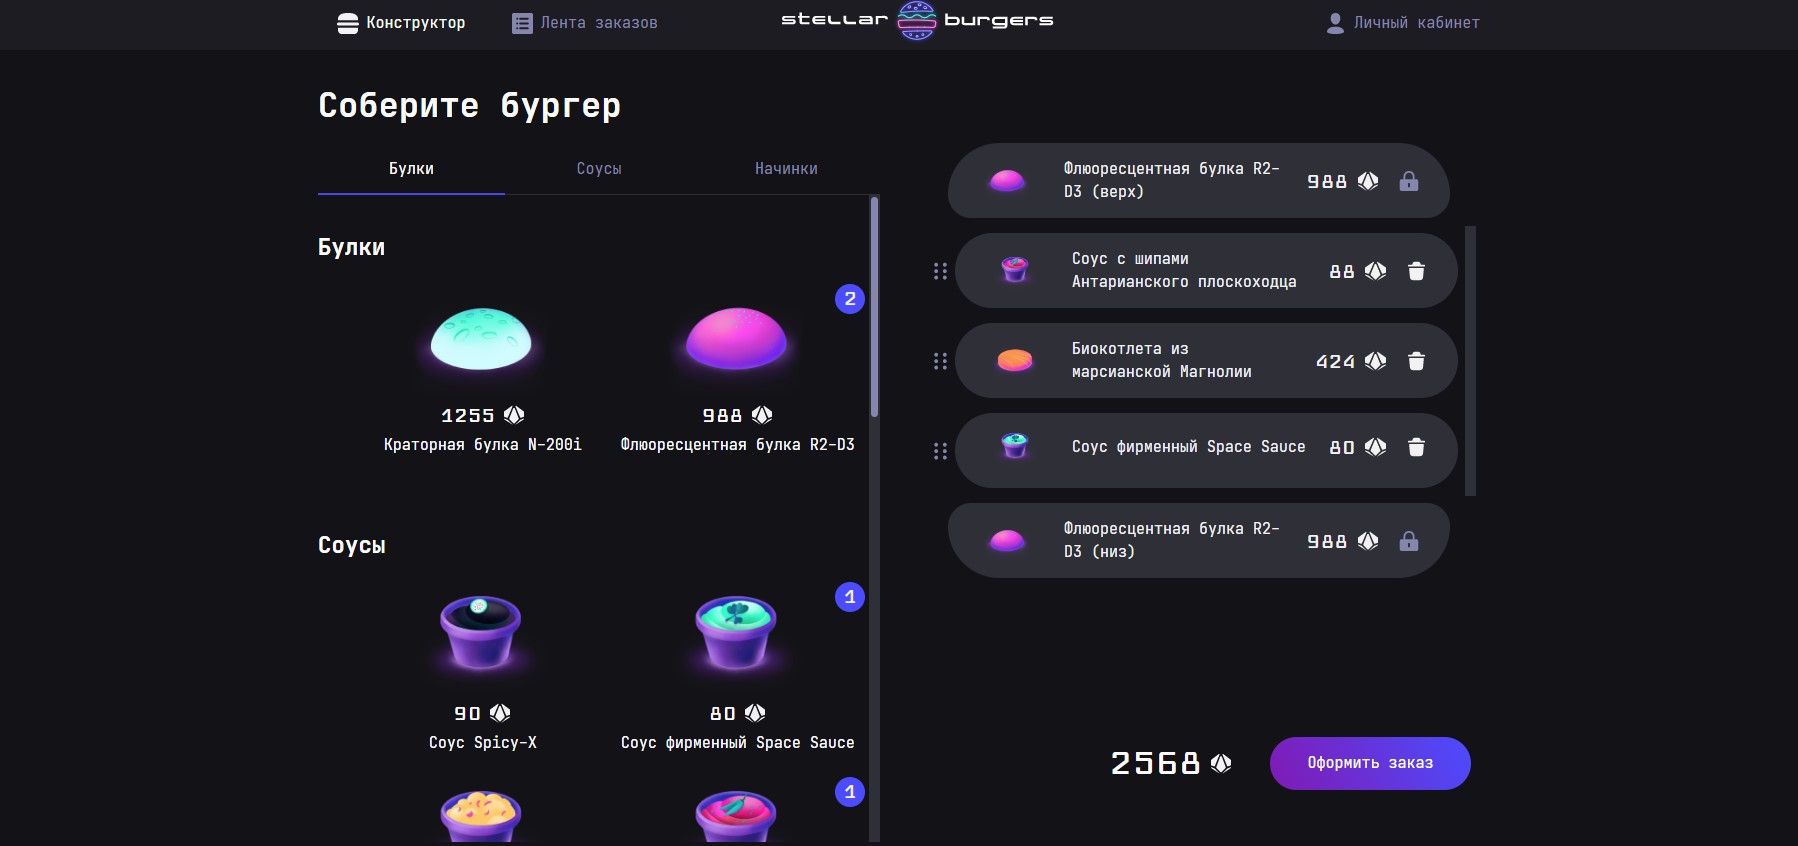 Конструктор
Лента заказов
stellar burgers
Личный кабинет
Соберите бургер
Булки
Соусы
Начинки
Булки
2
1255
988
Краторная булка N-200i
Флюоресцентная булка R2-D3
Соусы
1
90
80
Соус Spicy-X
Соус фирменный Space Sauce
1
Флюоресцентная булка R2-
D3 (верх)
988
Соус с шипами
Антарианского плоскоходца
88
Биокотлета из
марсианской Магнолии
424
Соус фирменный Space Sauce
80
Флюоресцентная булка R2-
D3 (низ)
988
2568
Оформить заказ